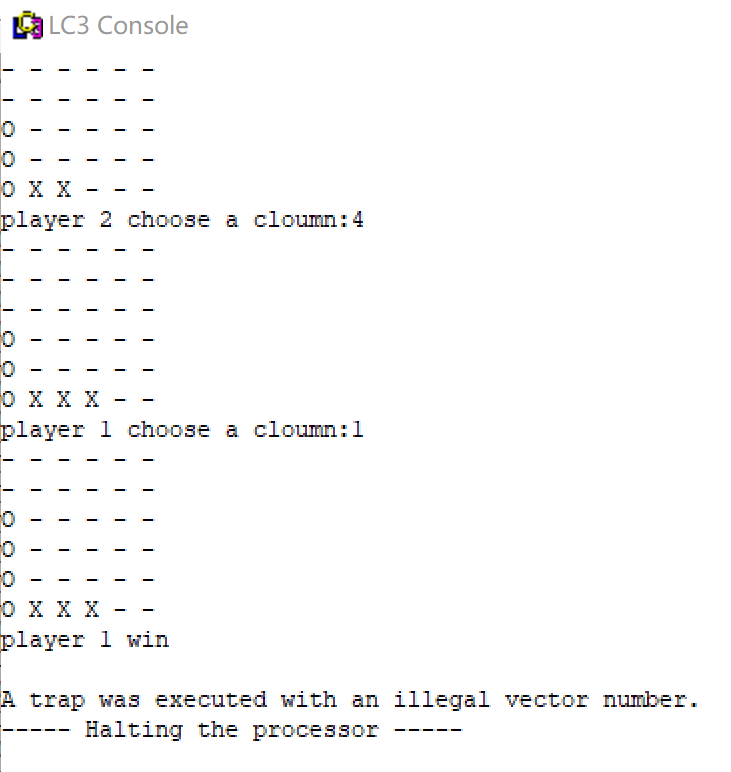 LC3 Console
- - - - - -
- - - - - -
O - - - - -
O - - - - -
O X X - - -
player 2 choose a cloumn:4
- - - - - -
- - - - - -
- - - - - -
O - - - - -
O - - - - -
O X X X - -
player 1 choose a cloumn:1
- - - - - -
- - - - - -
O - - - - -
O - - - - -
O - - - - -
O X X X - -
player 1 win
A trap was executed with an illegal vector number.
----- Halting the processor -----